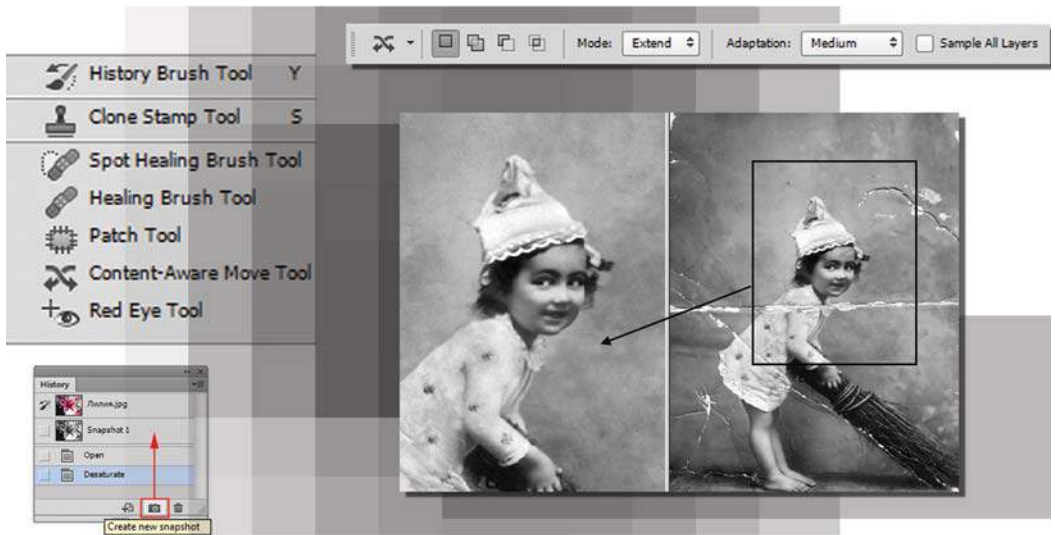 Mode: Extend Adaptation: Medium Sample All Layers
History Brush Tool Y
Clone Stamp Tool S
Spot Healing Brush Tool
Healing Brush Tool
Patch Tool
Content-Aware Move Tool
Red Eye Tool
History
Лилия.jpg
Snapshot 1
Open
Desaturate
Create new snapshot